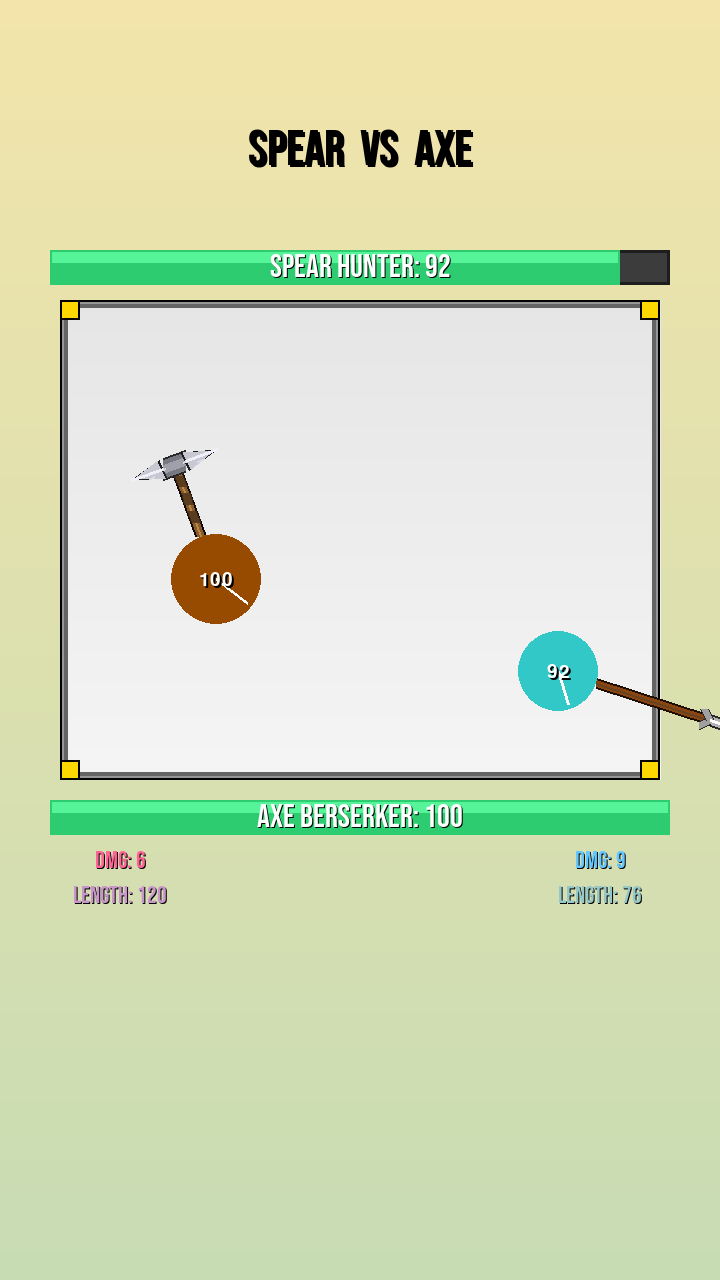 SPEAR VS AXE
SPEAR HUNTER: 92
100
92
AXE BERSERKER: 100
DMG: 6
DMG: 9
LENGTH: 120
LENGTH: 76